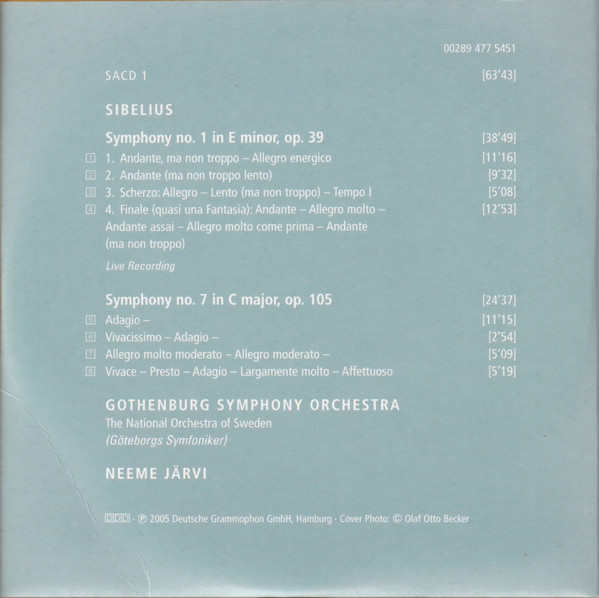 00289 477 5451
SACD 1 [63'43]
SIBELIUS
Symphony no. 1 in E minor, op. 39 [38'49]
1 1. Andante, ma non troppo – Allegro energico [11'16]
2 2. Andante (ma non troppo lento) [9'32]
3 3. Scherzo: Allegro – Lento (ma non troppo) – Tempo I [5'08]
4 4. Finale (quasi una Fantasia): Andante – Allegro molto – [12'53]
Andante assai – Allegro molto come prima – Andante
(ma non troppo)
Live Recording
Symphony no. 7 in C major, op. 105 [24'37]
5 Adagio – [11'15]
6 Vivacissimo – Adagio – [2'54]
7 Allegro molto moderato – Allegro moderato – [5'09]
8 Vivace – Presto – Adagio – Largamente molto – Affettuoso [5'19]
GOTHENBURG SYMPHONY ORCHESTRA
The National Orchestra of Sweden
(Göteborgs Symfoniker)
NEEME JÄRVI
DDD · ℗ 2005 Deutsche Grammophon GmbH, Hamburg · Cover Photo: © Olaf Otto Becker